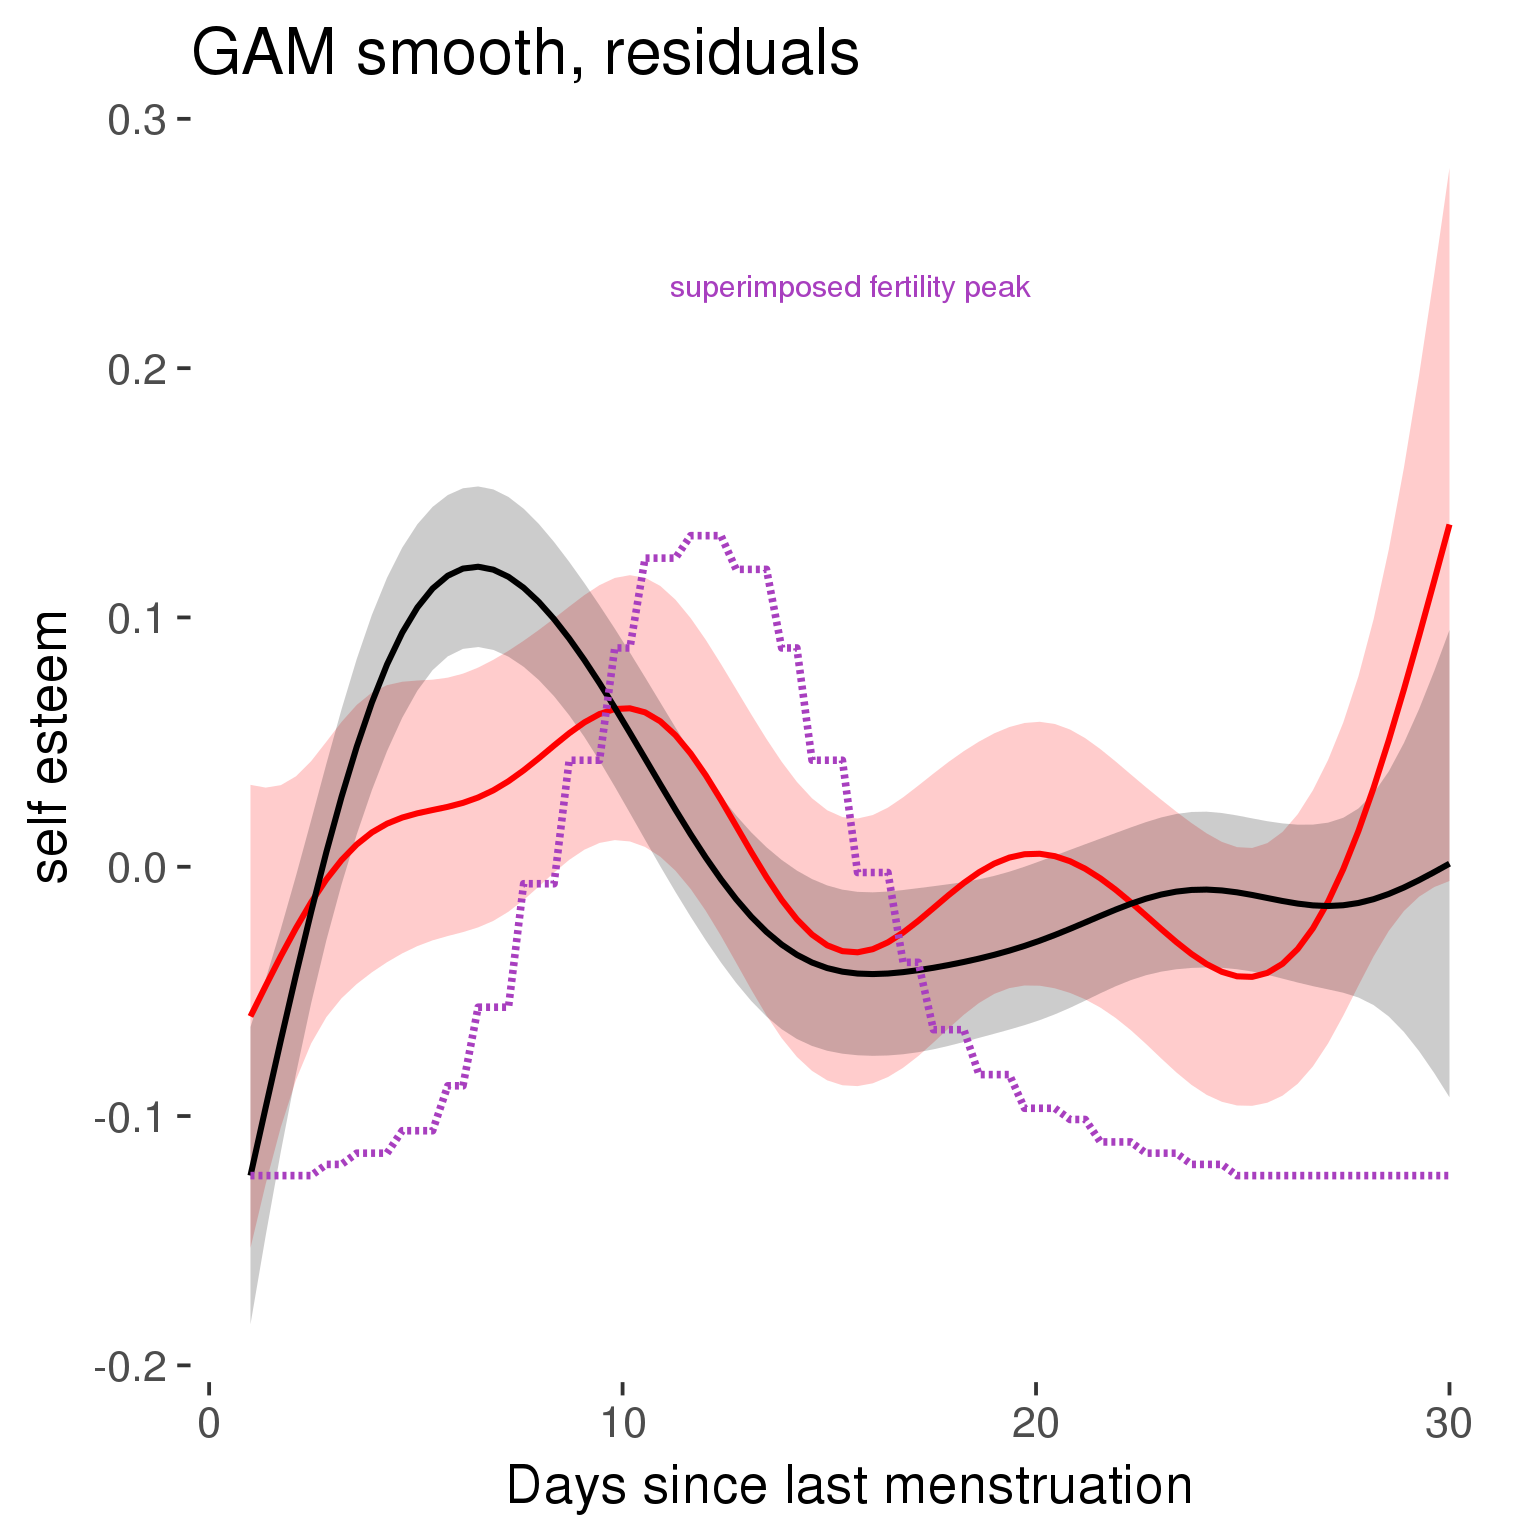 GAM smooth, residuals
0.3
superimposed fertility peak
0.2
0.1
self esteem
0.0
-0.1
-0.2
0 10 20 30
Days since last menstruation